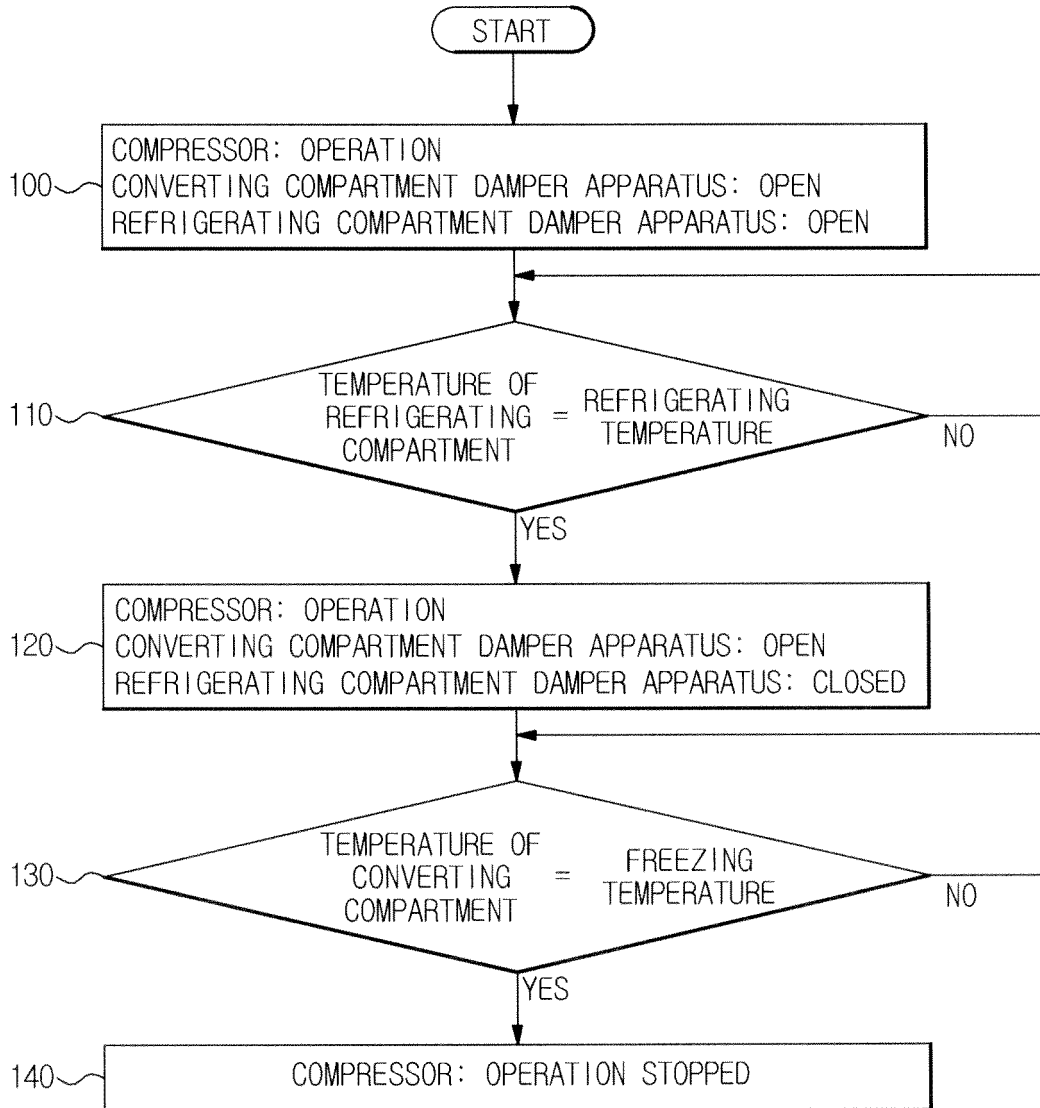 START
100
COMPRESSOR: OPERATION
CONVERTING COMPARTMENT DAMPER APPARATUS: OPEN
REFRIGERATING COMPARTMENT DAMPER APPARATUS: OPEN
110
TEMPERATURE OF
REFRIGERATING
COMPARTMENT
=
REFRIGERATING
TEMPERATURE
NO
YES
120
COMPRESSOR: OPERATION
CONVERTING COMPARTMENT DAMPER APPARATUS: OPEN
REFRIGERATING COMPARTMENT DAMPER APPARATUS: CLOSED
130
TEMPERATURE OF
CONVERTING
COMPARTMENT
=
FREEZING
TEMPERATURE
NO
YES
140
COMPRESSOR: OPERATION STOPPED